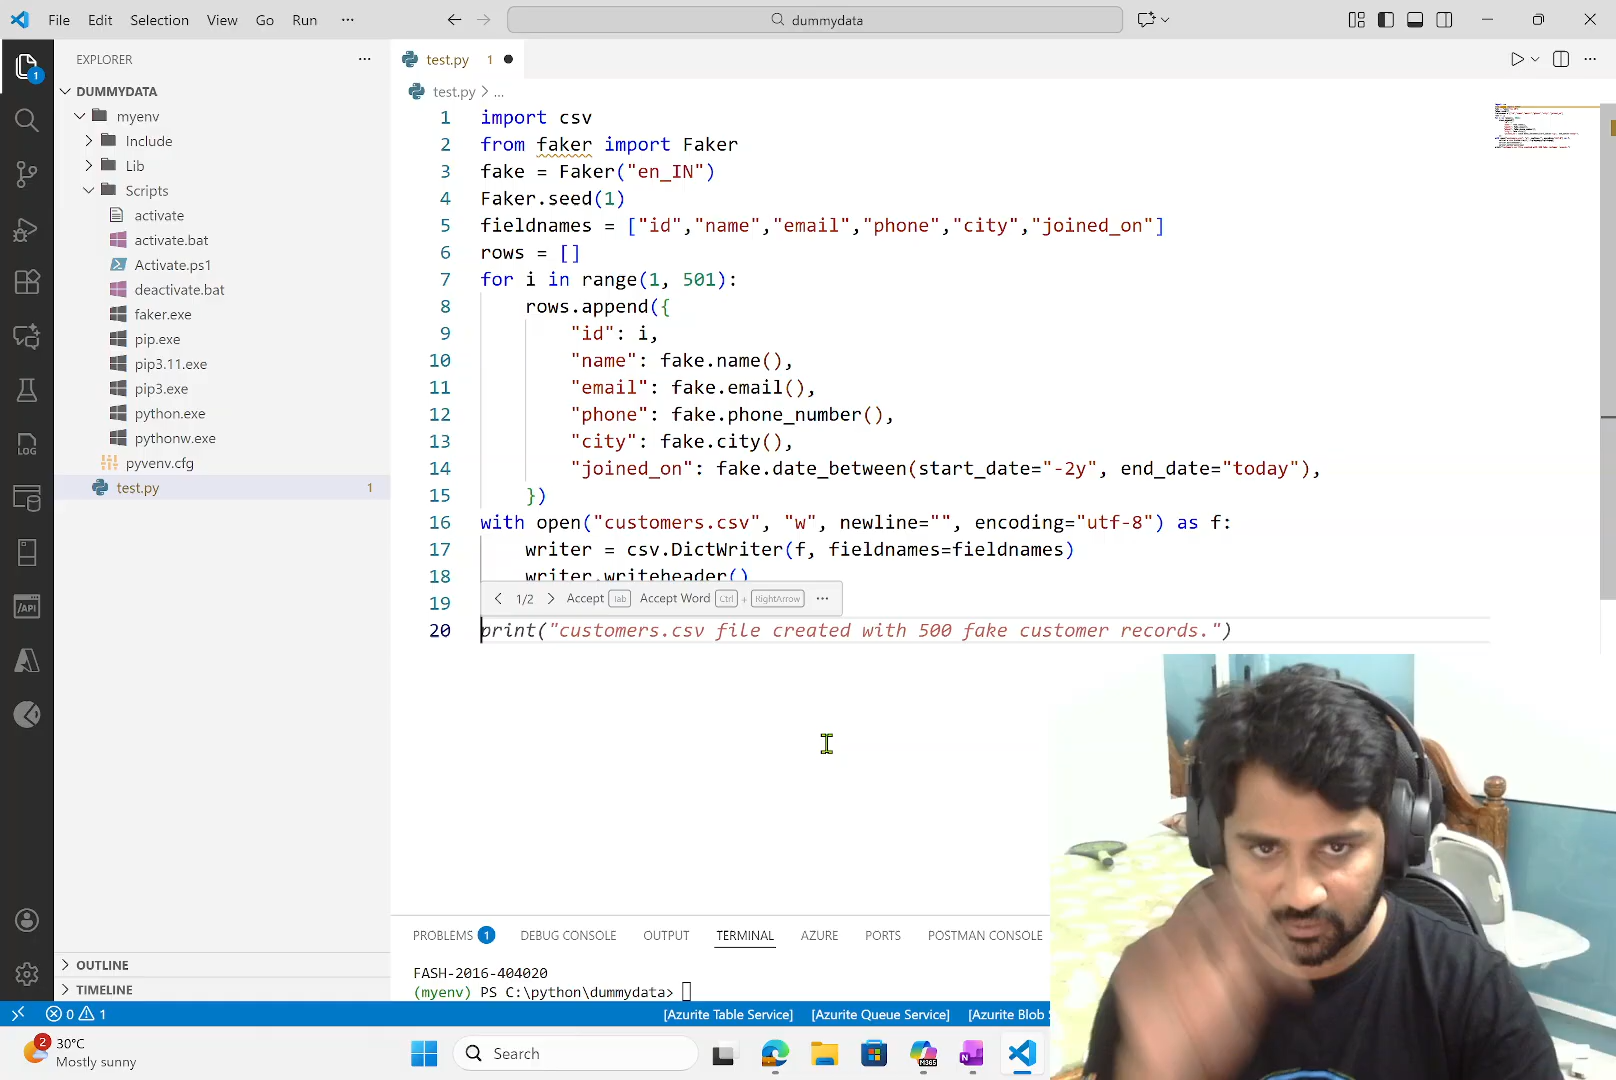 File Edit Selection View Go Run ··· dummydata
EXPLORER ···
DUMMYDATA
myenv
Include
Lib
Scripts
activate
activate.bat
Activate.ps1
deactivate.bat
faker.exe
pip.exe
pip3.11.exe
pip3.exe
python.exe
pythonw.exe
pyvenv.cfg
test.py 1
OUTLINE
TIMELINE
test.py 1
test.py > ...
1 import csv
2 from faker import Faker
3 fake = Faker("en_IN")
4 Faker.seed(1)
5 fieldnames = ["id","name","email","phone","city","joined_on"]
6 rows = []
7 for i in range(1, 501):
8 rows.append({
9 "id": i,
10 "name": fake.name(),
11 "email": fake.email(),
12 "phone": fake.phone_number(),
13 "city": fake.city(),
14 "joined_on": fake.date_between(start_date="-2y", end_date="today"),
15 })
16 with open("customers.csv", "w", newline="", encoding="utf-8") as f:
17 writer = csv.DictWriter(f, fieldnames=fieldnames)
18 writer.writeheader()
19
< 1/2 > Accept Tab Accept Word Ctrl + RightArrow ···
20 print("customers.csv file created with 500 fake customer records.")
PROBLEMS 1 DEBUG CONSOLE OUTPUT TERMINAL AZURE PORTS POSTMAN CONSOLE
FASH-2016-404020
(myenv) PS C:\python\dummydata>
0 1 [Azurite Table Service] [Azurite Queue Service] [Azurite Blob
2 30°C
Mostly sunny
Search
M365